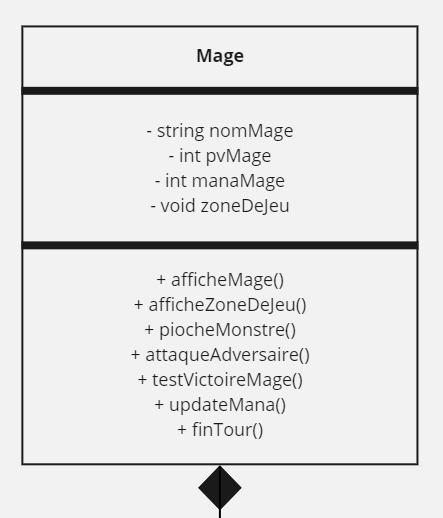 Mage
- string nomMage
- int pvMage
- int manaMage
- void zoneDeJeu
+ afficheMage()
+ afficheZoneDeJeu()
+ piocheMonstre()
+ attaqueAdversaire()
+ testVictoireMage()
+ updateMana()
+ finTour()